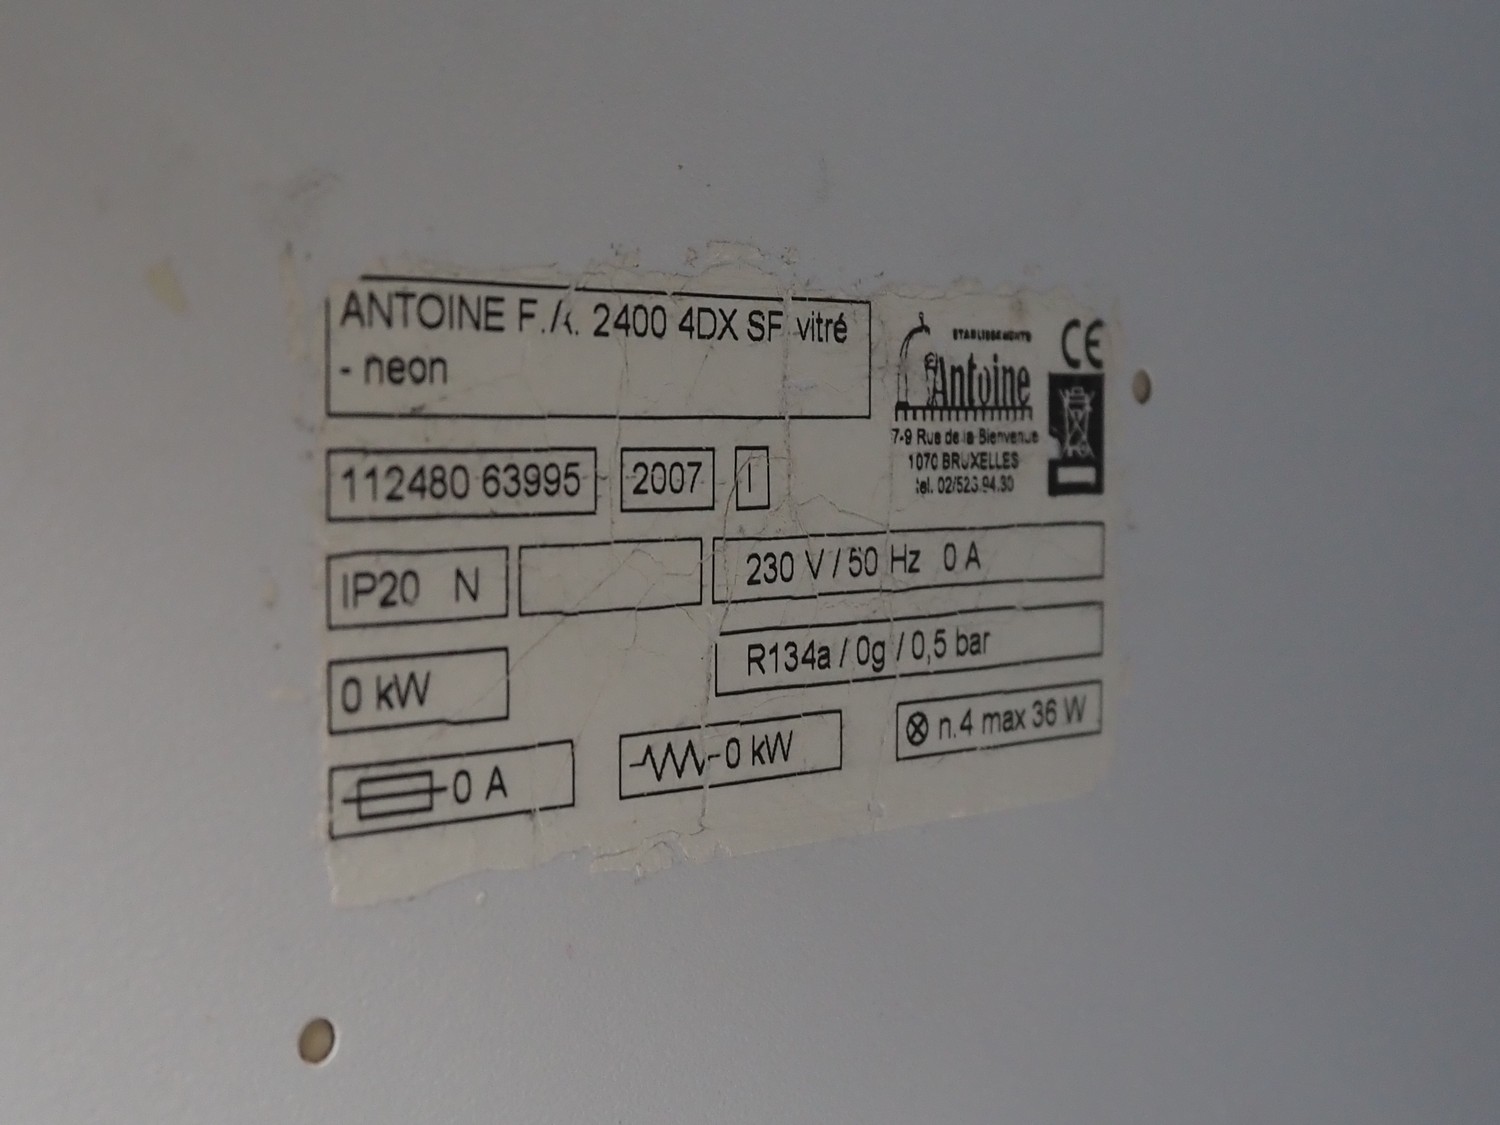 ANTOINE F.A. 2400 4DX SF vitré
- neon
ETABLISSEMENTS
Antoine
7-9 Rue de la Bienvenue
1070 BRUXELLES
tel. 02/523.94.30
CE
112480 63995
2007
I
IP20 N
230 V / 50 Hz 0 A
0 kW
R134a / 0g / 0,5 bar
0 A
0 kW
n.4 max 36 W